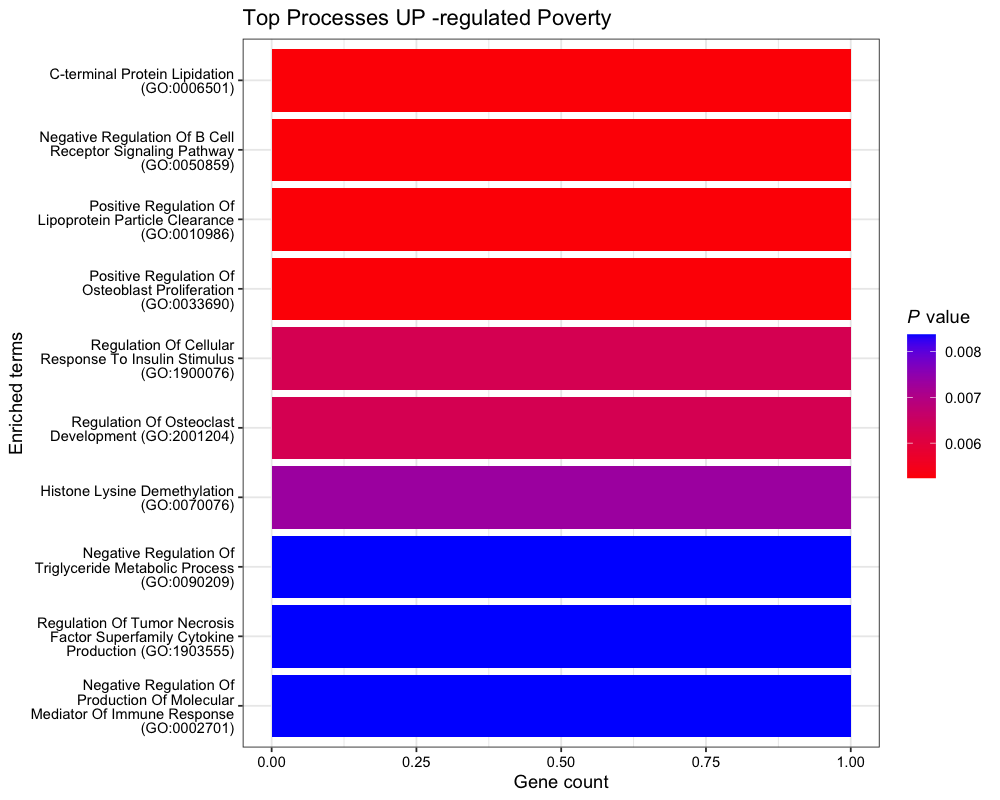 Top Processes UP -regulated Poverty
C-terminal Protein Lipidation
(GO:0006501)
Negative Regulation Of B Cell
Receptor Signaling Pathway
(GO:0050859)
Positive Regulation Of
Lipoprotein Particle Clearance
(GO:0010986)
Positive Regulation Of
Osteoblast Proliferation
(GO:0033690)
Regulation Of Cellular
Response To Insulin Stimulus
(GO:1900076)
Regulation Of Osteoclast
Development (GO:2001204)
Histone Lysine Demethylation
(GO:0070076)
Negative Regulation Of
Triglyceride Metabolic Process
(GO:0090209)
Regulation Of Tumor Necrosis
Factor Superfamily Cytokine
Production (GO:1903555)
Negative Regulation Of
Production Of Molecular
Mediator Of Immune Response
(GO:0002701)
Enriched terms
0.00 0.25 0.50 0.75 1.00
Gene count
P value
0.008
0.007
0.006